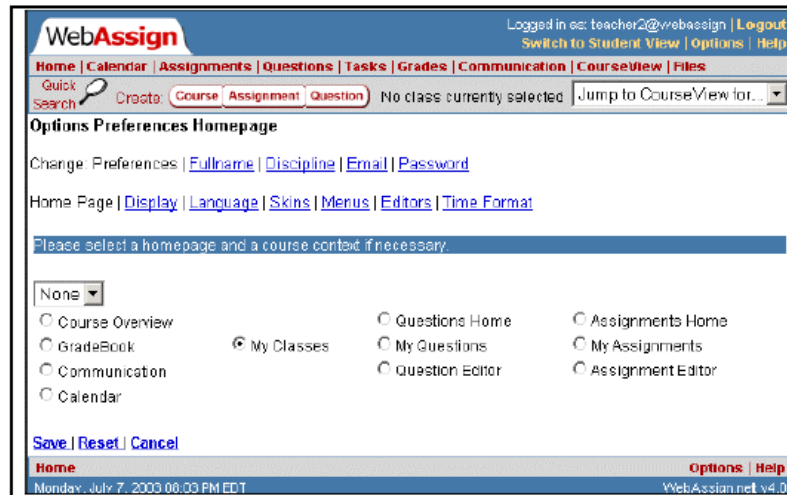 WebAssign
Logged in as: teacher2@webassign | Logout
Switch to Student View | Options | Help
Home | Calendar | Assignments | Questions | Tasks | Grades | Communication | CourseView | Files
Quick Search Create: Course Assignment Question No class currently selected Jump to CourseView for...
Options Preferences Homepage
Change: Preferences | Fullname | Discipline | Email | Password
Home Page | Display | Language | Skins | Menus | Editors | Time Format
Please select a homepage and a course context if necessary.
None
Course Overview Questions Home Assignments Home
GradeBook My Classes My Questions My Assignments
Communication Question Editor Assignment Editor
Calendar
Save | Reset | Cancel
Home Options | Help
Monday, July 7, 2003 08:03 PM EDT WebAssign.net v4.0